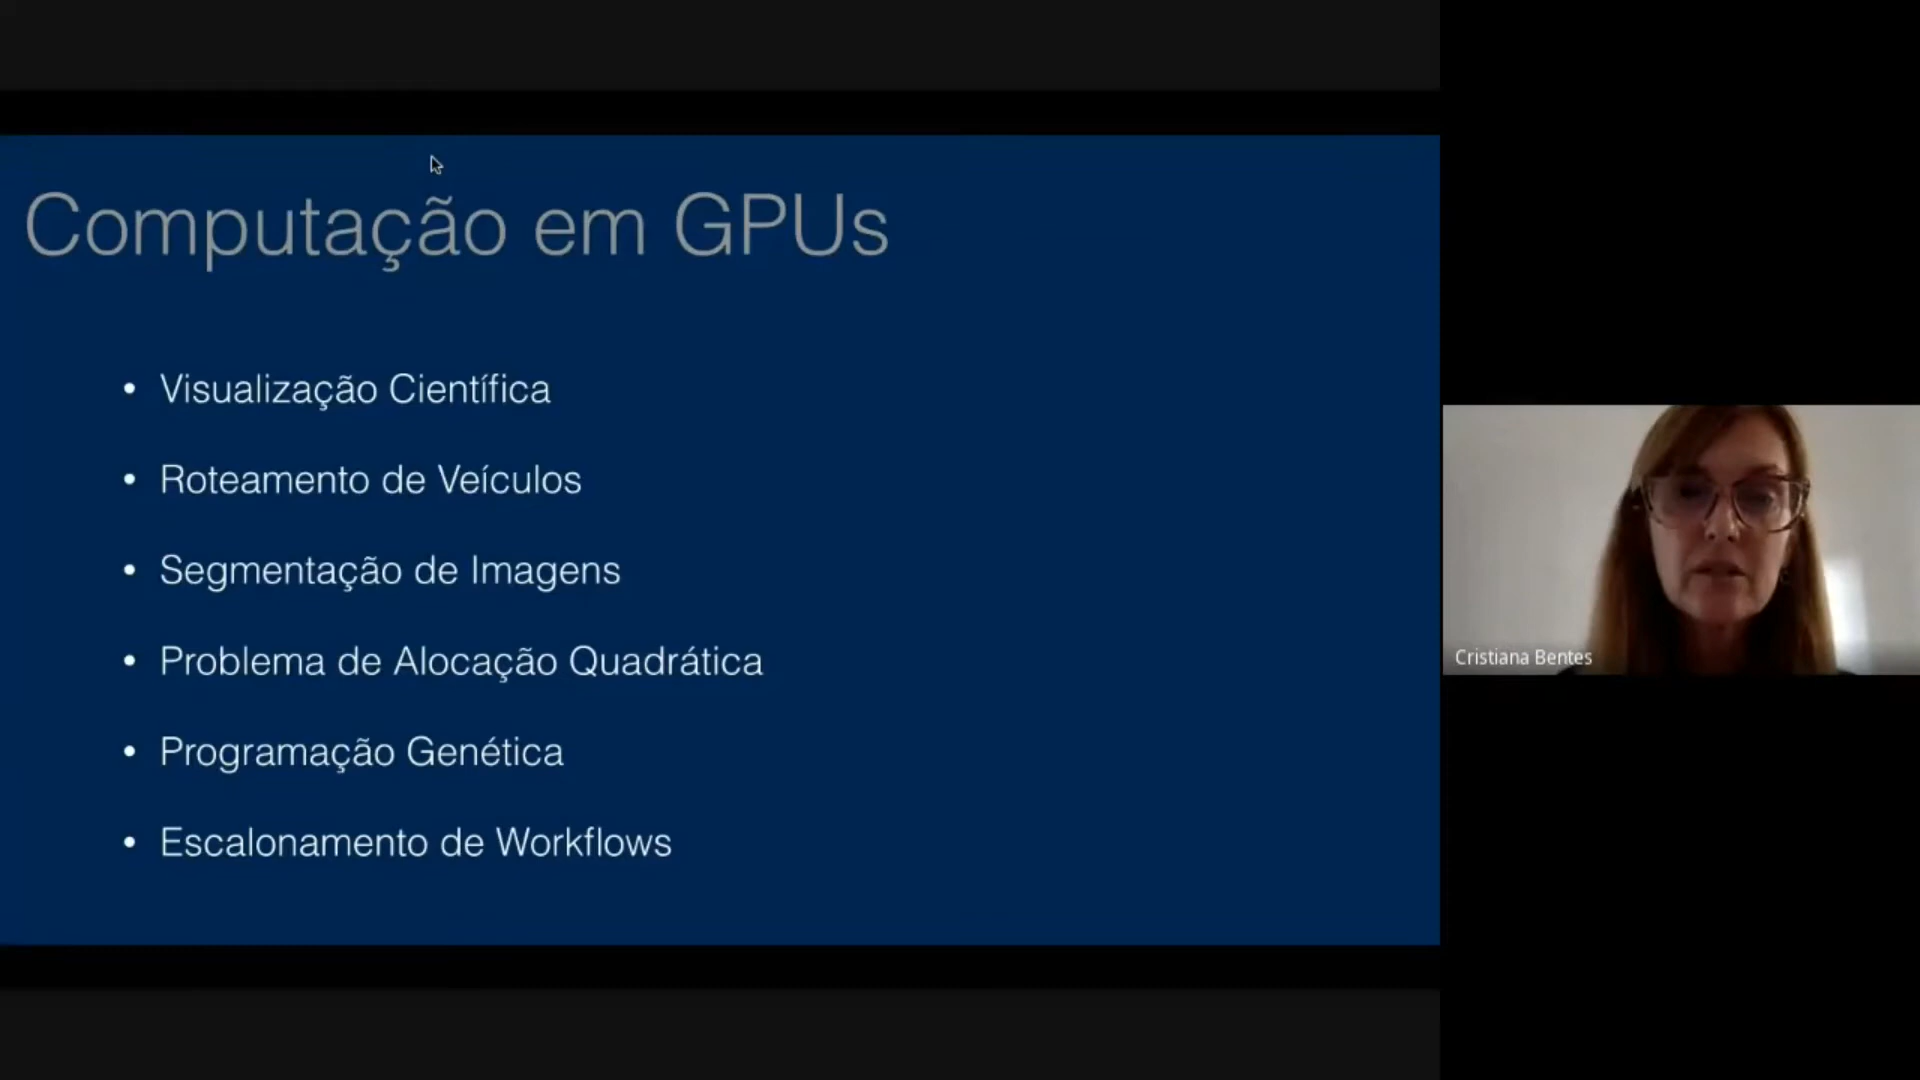 Computação em GPUs
• Visualização Científica
• Roteamento de Veículos
• Segmentação de Imagens
• Problema de Alocação Quadrática
• Programação Genética
• Escalonamento de Workflows
Cristiana Bentes